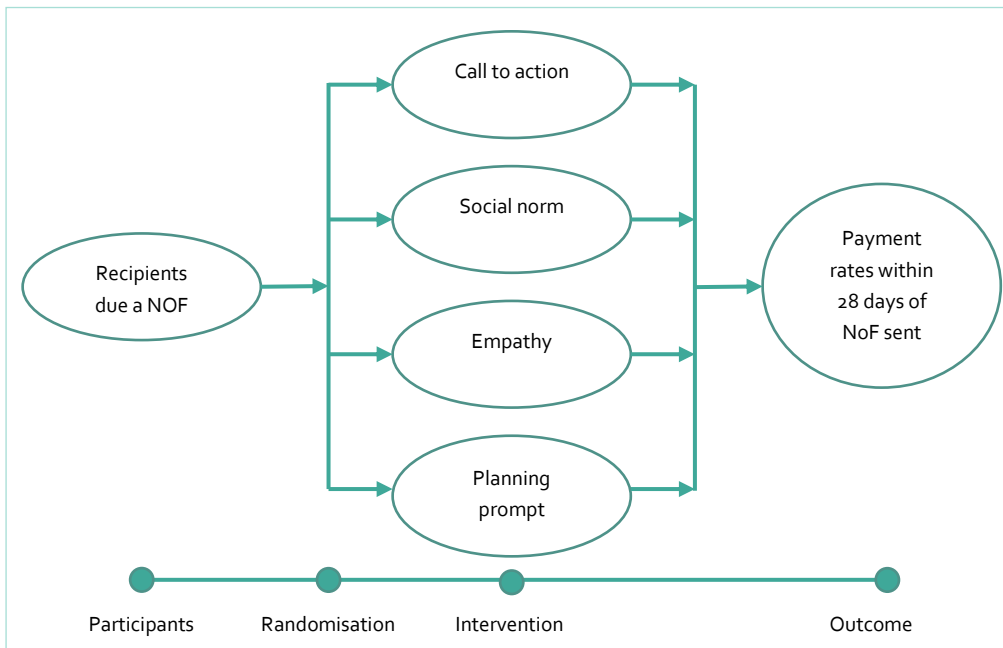 Call to action
Social norm
Recipients
due a NOF
Empathy
Planning
prompt
Payment
rates within
28 days of
NoF sent
Participants
Randomisation
Intervention
Outcome